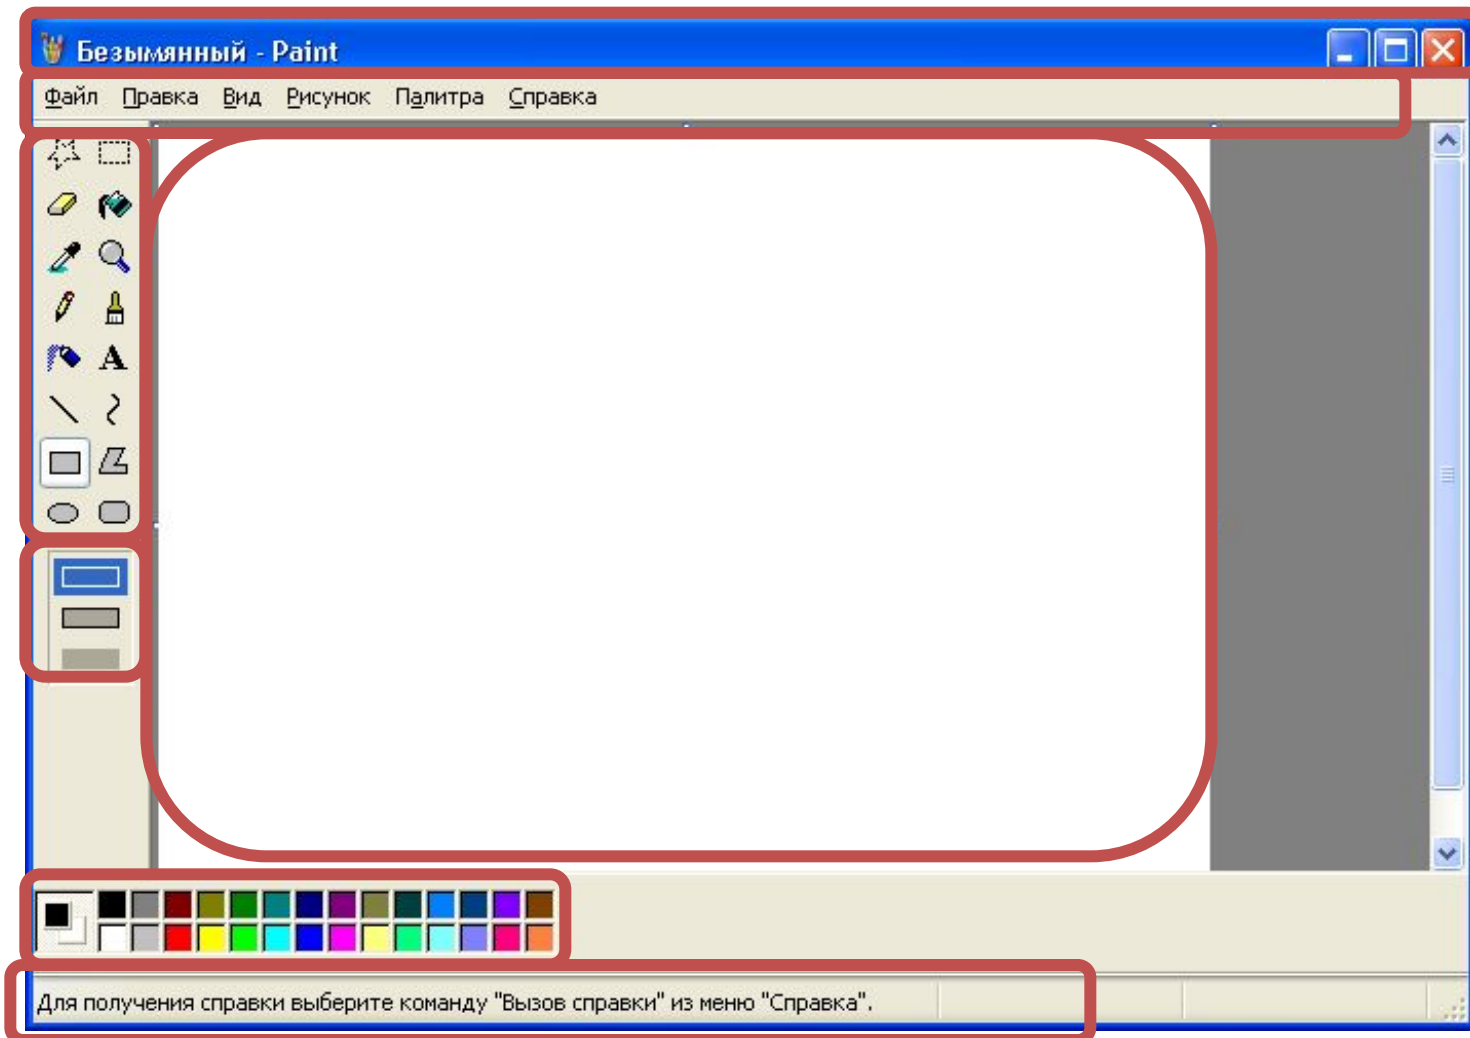 Безымянный - Paint
Файл Правка Вид Рисунок Палитра Справка
A
Для получения справки выберите команду "Вызов справки" из меню "Справка".